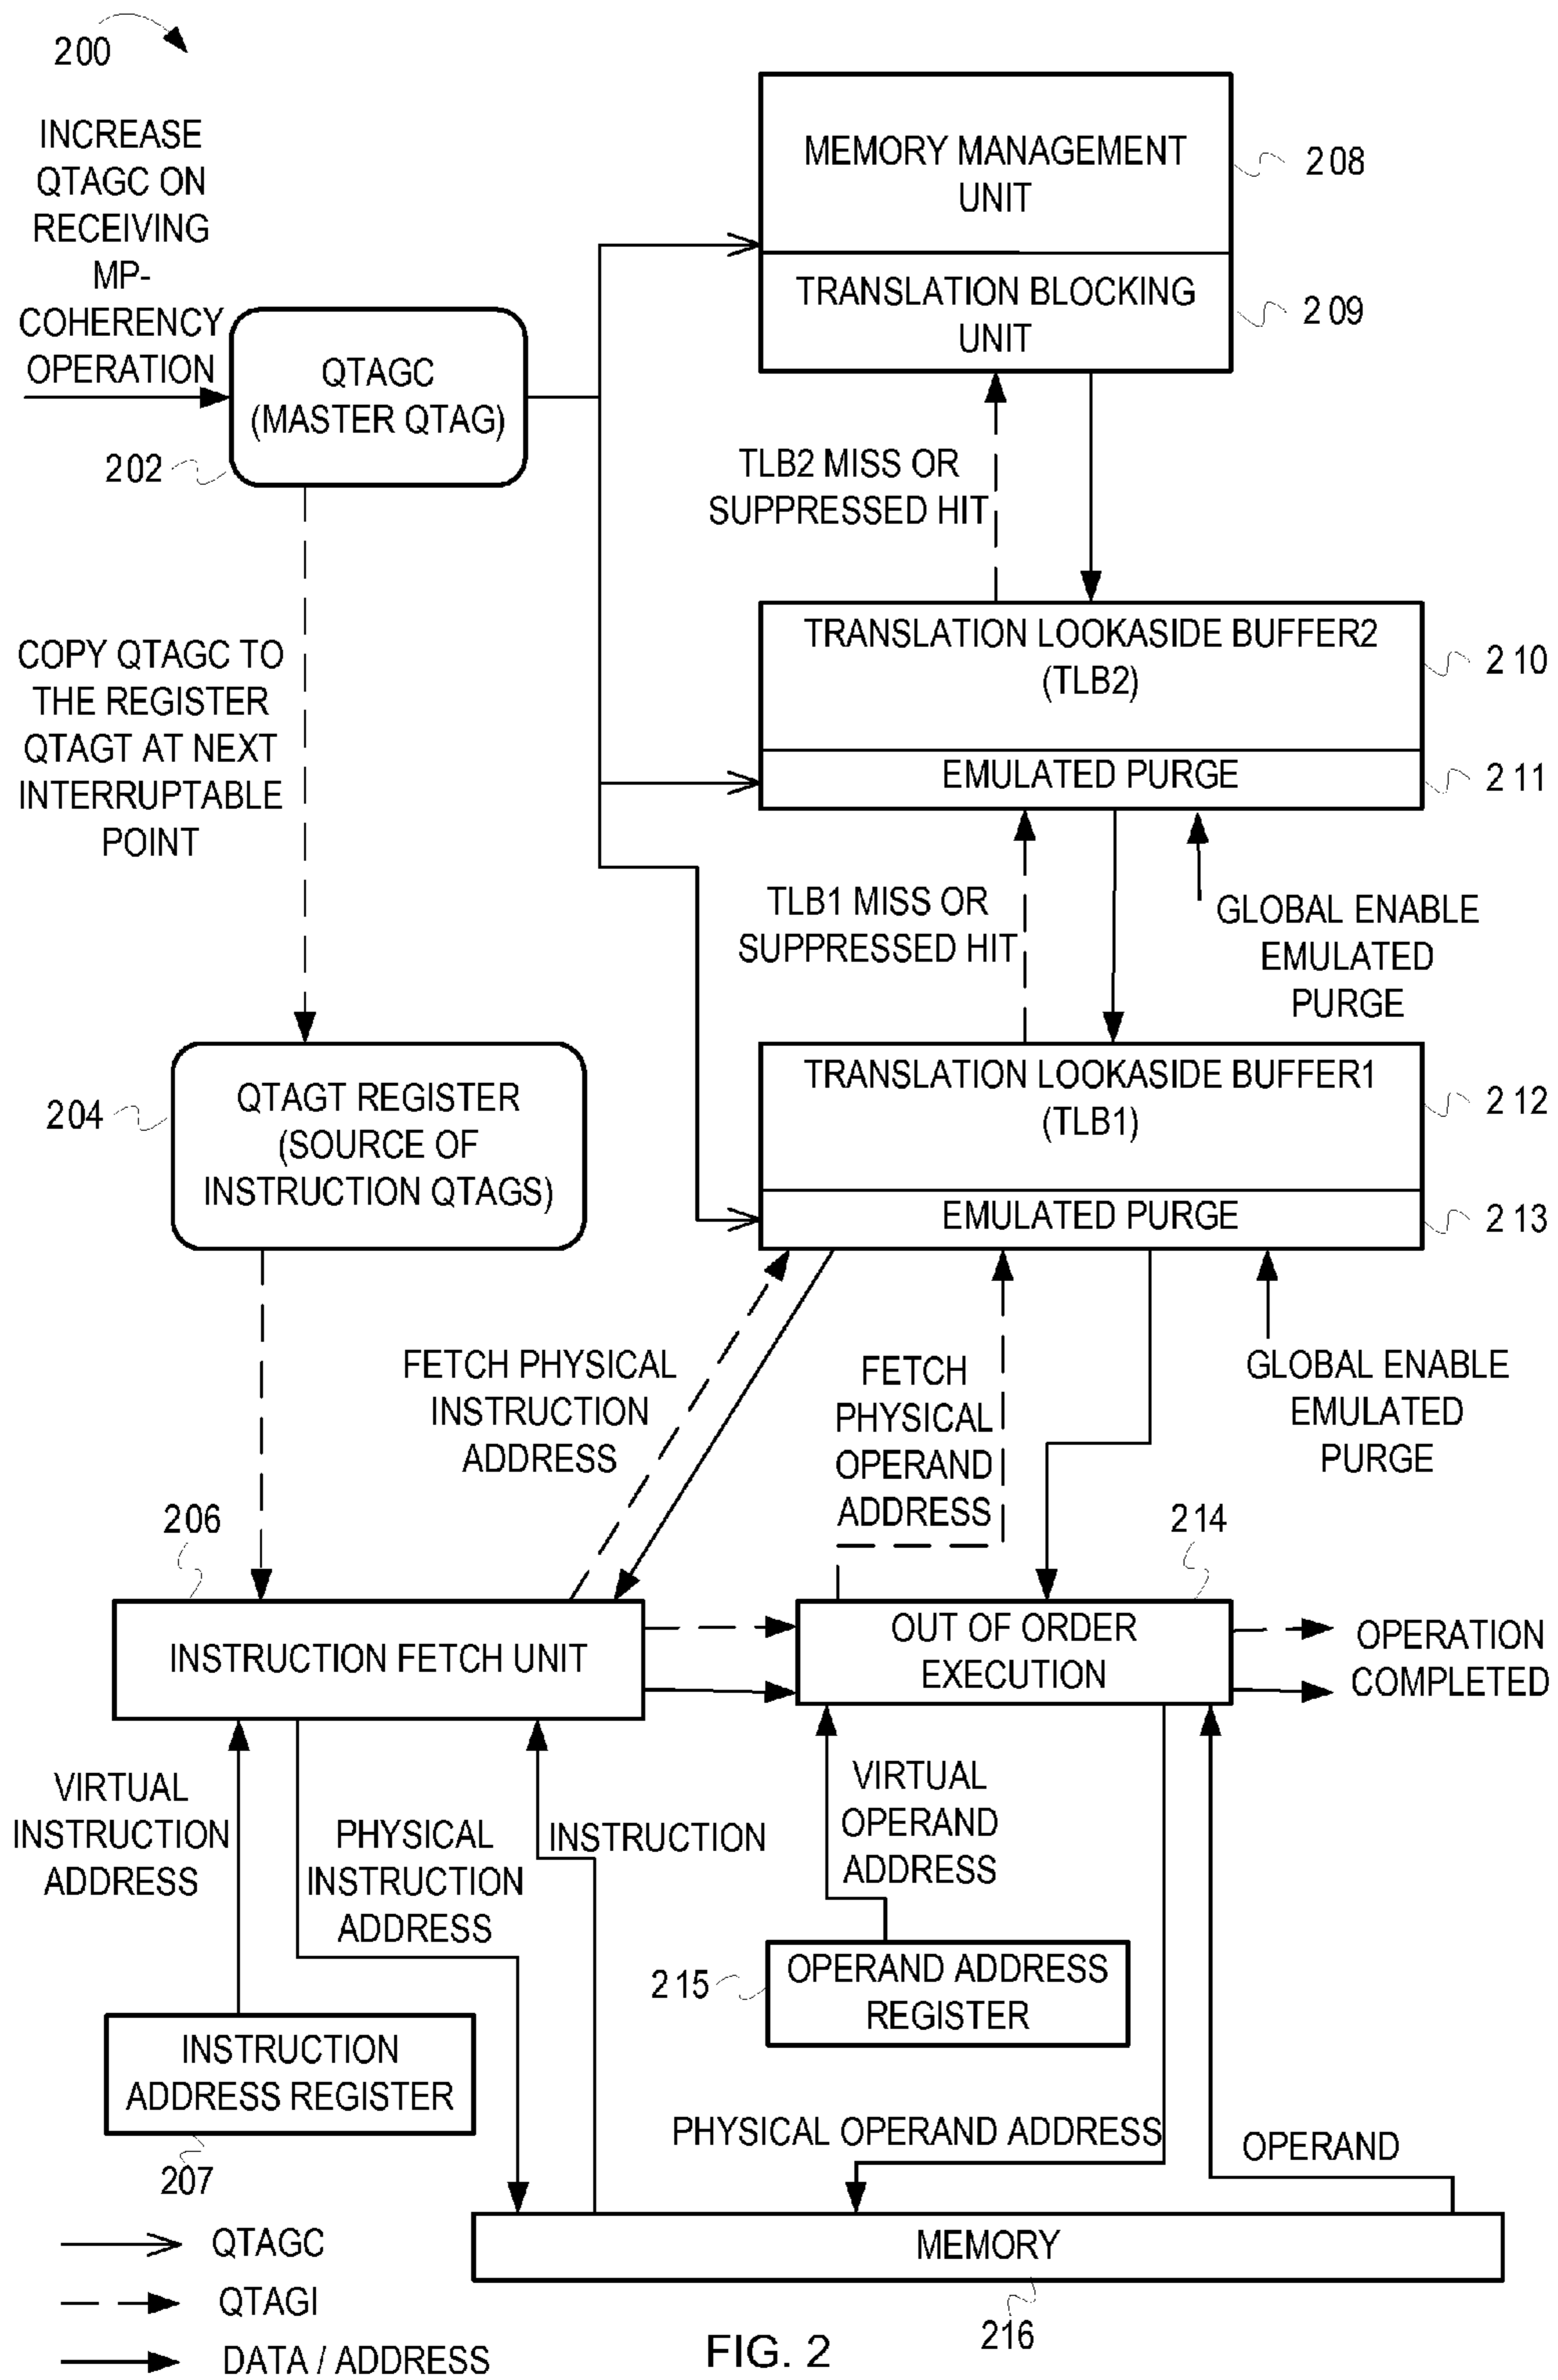 200
INCREASE
QTAGC ON
RECEIVING
MP-
COHERENCY
OPERATION
QTAGC
(MASTER QTAG)
202
MEMORY MANAGEMENT
UNIT
208
TRANSLATION BLOCKING
UNIT
209
TLB2 MISS OR
SUPPRESSED HIT
COPY QTAGC TO
THE REGISTER
QTAGT AT NEXT
INTERRUPTABLE
POINT
TRANSLATION LOOKASIDE BUFFER2
(TLB2)
210
EMULATED PURGE
211
TLB1 MISS OR
SUPPRESSED HIT
GLOBAL ENABLE
EMULATED
PURGE
204
QTAGT REGISTER
(SOURCE OF
INSTRUCTION QTAGS)
TRANSLATION LOOKASIDE BUFFER1
(TLB1)
212
EMULATED PURGE
213
FETCH PHYSICAL
INSTRUCTION
ADDRESS
FETCH
PHYSICAL
OPERAND
ADDRESS
GLOBAL ENABLE
EMULATED
PURGE
206
INSTRUCTION FETCH UNIT
214
OUT OF ORDER
EXECUTION
OPERATION
COMPLETED
VIRTUAL
INSTRUCTION
ADDRESS
PHYSICAL
INSTRUCTION
ADDRESS
INSTRUCTION
VIRTUAL
OPERAND
ADDRESS
215
OPERAND ADDRESS
REGISTER
INSTRUCTION
ADDRESS REGISTER
207
PHYSICAL OPERAND ADDRESS
OPERAND
MEMORY
216
QTAGC
QTAGI
DATA / ADDRESS
FIG. 2